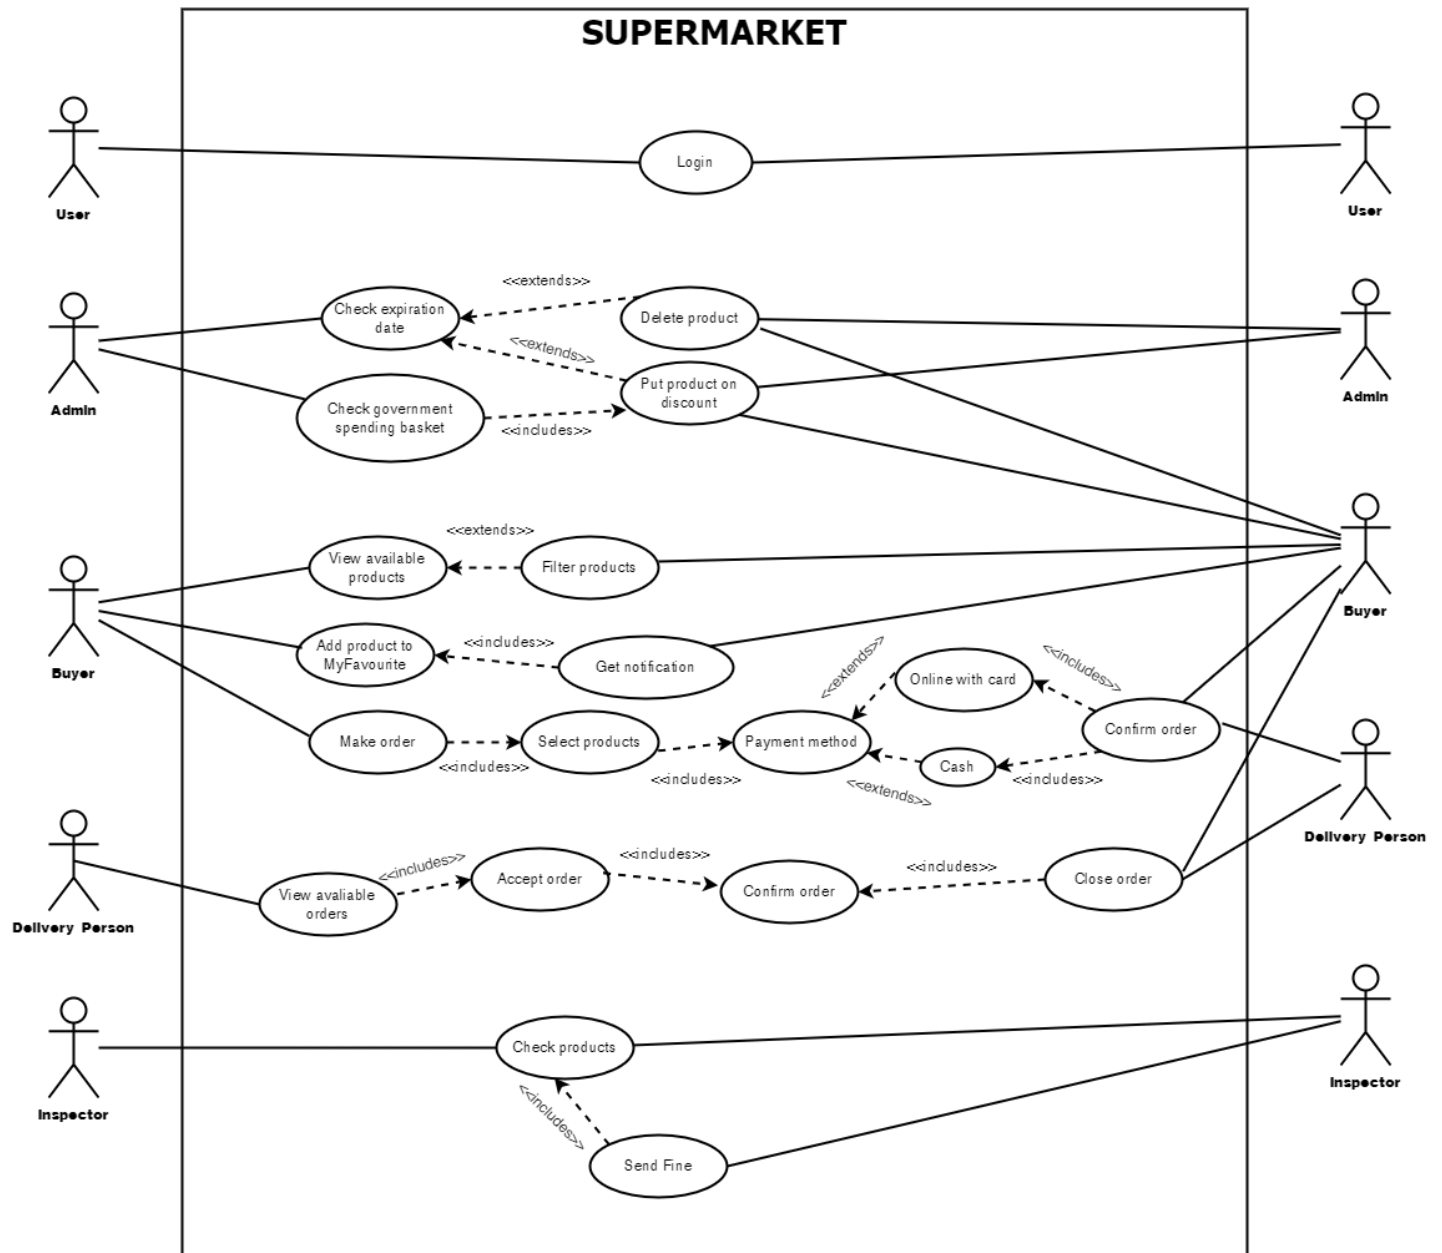 SUPERMARKET
User
Login
User
Admin
Check expiration
date
<<extends>>
Delete product
<<extends>>
Put product on
discount
Check government
spending basket
<<includes>>
Admin
Buyer
View available
products
<<extends>>
Filter products
Add product to
MyFavourite
<<includes>>
Get notification
Make order
<<includes>>
Select products
<<includes>>
Payment method
<<extends>>
Online with card
<<includes>>
Confirm order
Cash
<<includes>>
<<extends>>
Buyer
Delivery Person
View avaliable
orders
<<includes>>
Accept order
<<includes>>
Confirm order
<<includes>>
Close order
Delivery Person
Inspector
Check products
<<includes>>
Send Fine
Inspector